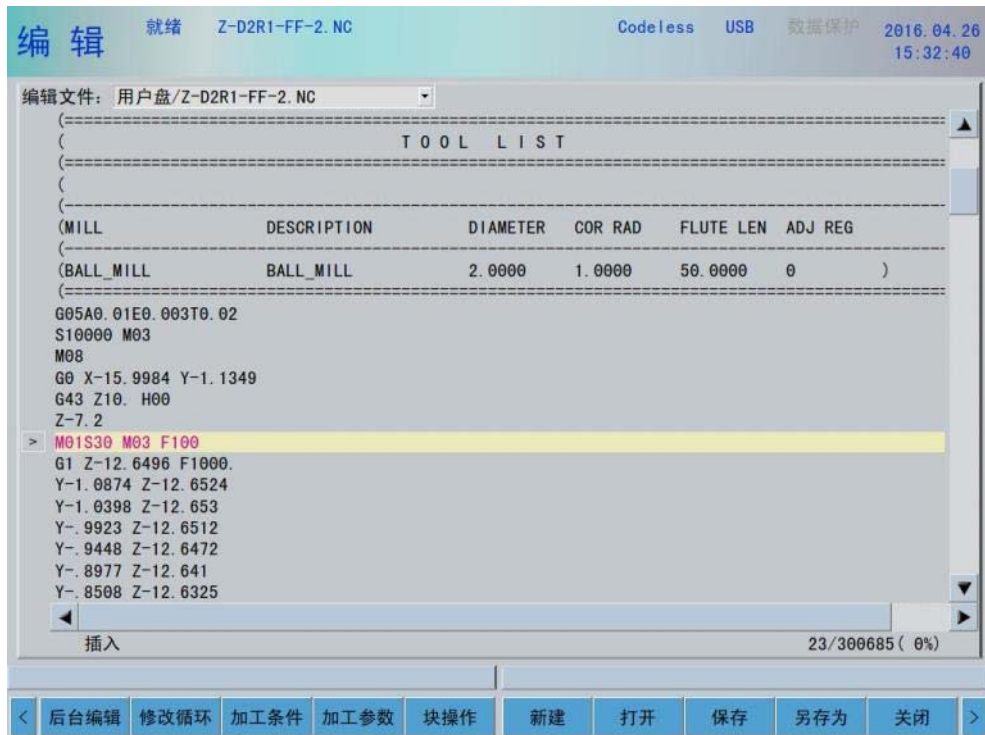 编 辑
就绪 Z-D2R1-FF-2.NC Codeless USB 数据保护 2016.04.26
15:32:40
编辑文件: 用户盘/Z-D2R1-FF-2.NC
(==========================================================================================
( T O O L L I S T
(==========================================================================================
(
(------------------------------------------------------------------------------------------
(MILL DESCRIPTION DIAMETER COR RAD FLUTE LEN ADJ REG
(------------------------------------------------------------------------------------------
(BALL_MILL BALL_MILL 2.0000 1.0000 50.0000 0 )
(==========================================================================================
G05A0.01E0.003T0.02
S10000 M03
M08
G0 X-15.9984 Y-1.1349
G43 Z10. H00
Z-7.2
> M01S30 M03 F100
G1 Z-12.6496 F1000.
Y-1.0874 Z-12.6524
Y-1.0398 Z-12.653
Y-.9923 Z-12.6512
Y-.9448 Z-12.6472
Y-.8977 Z-12.641
Y-.8508 Z-12.6325
插入 23/300685( 0%)
< 后台编辑 修改循环 加工条件 加工参数 块操作 新建 打开 保存 另存为 关闭 >